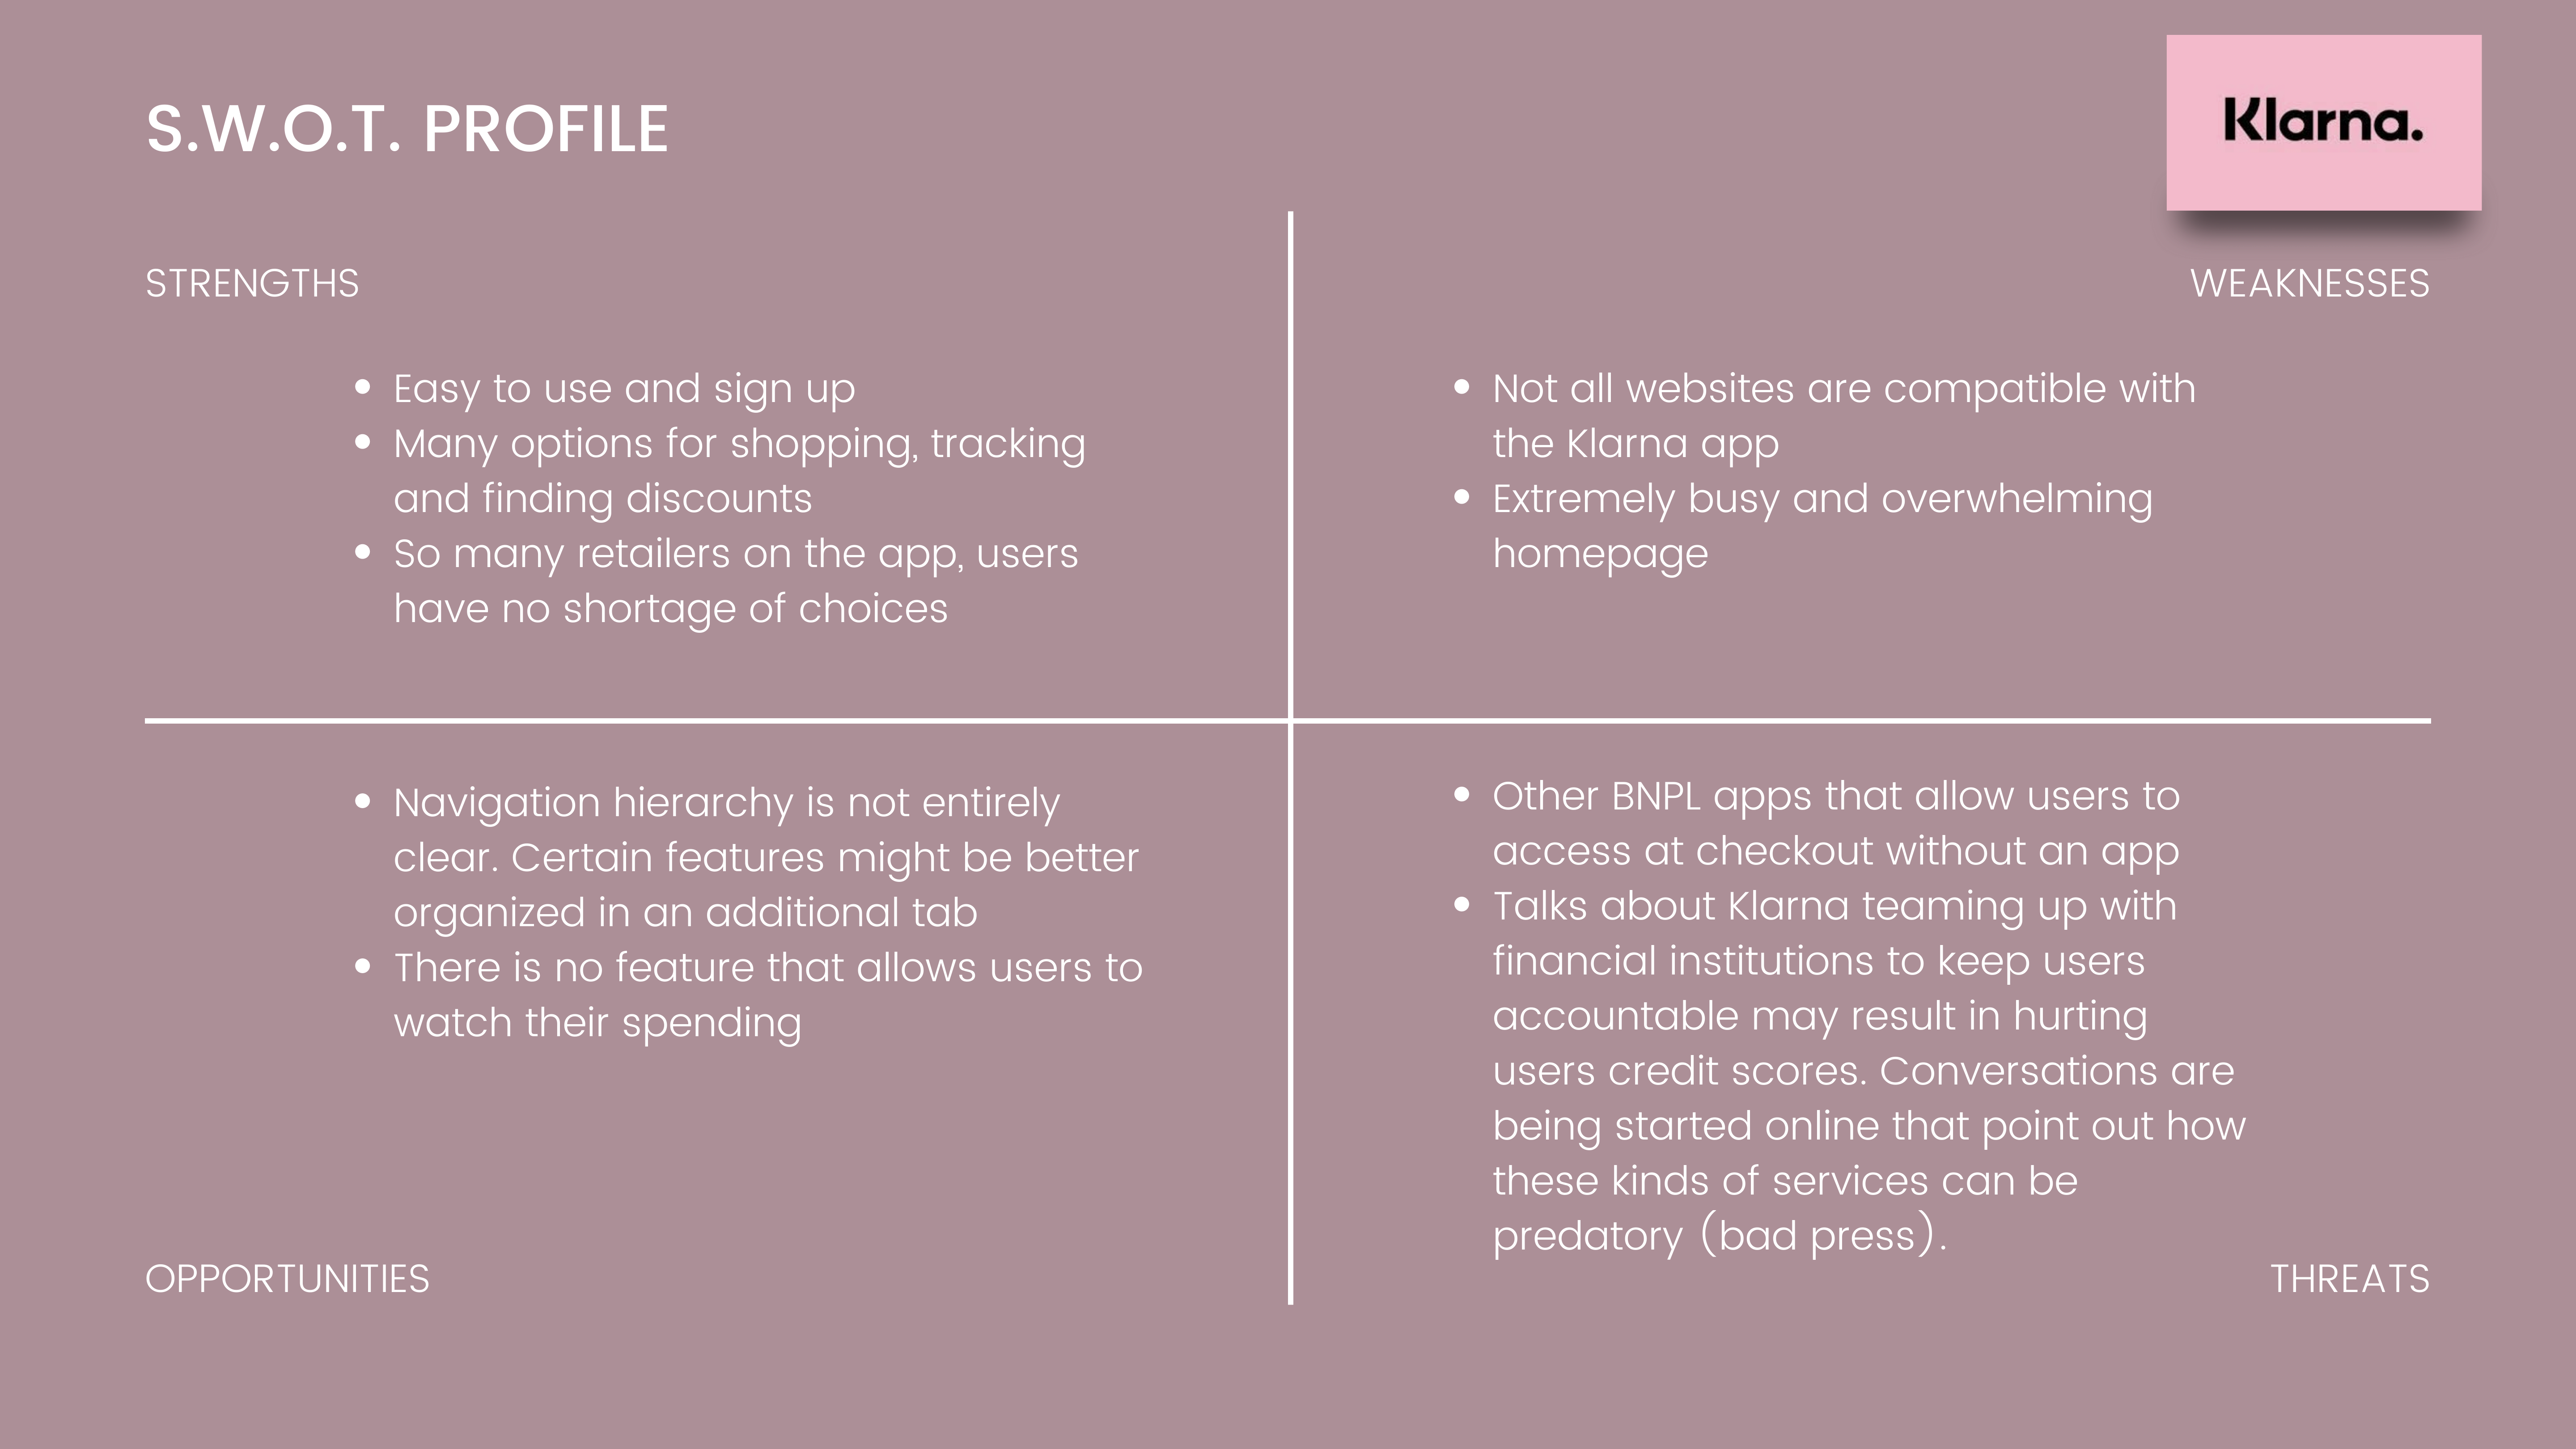 S.W.O.T. PROFILE
Klarna.
STRENGTHS
• Easy to use and sign up
• Many options for shopping, tracking
and finding discounts
• So many retailers on the app, users
have no shortage of choices
WEAKNESSES
• Not all websites are compatible with
the Klarna app
• Extremely busy and overwhelming
homepage
• Navigation hierarchy is not entirely
clear. Certain features might be better
organized in an additional tab
• There is no feature that allows users to
watch their spending
OPPORTUNITIES
• Other BNPL apps that allow users to
access at checkout without an app
• Talks about Klarna teaming up with
financial institutions to keep users
accountable may result in hurting
users credit scores. Conversations are
being started online that point out how
these kinds of services can be
predatory (bad press).
THREATS